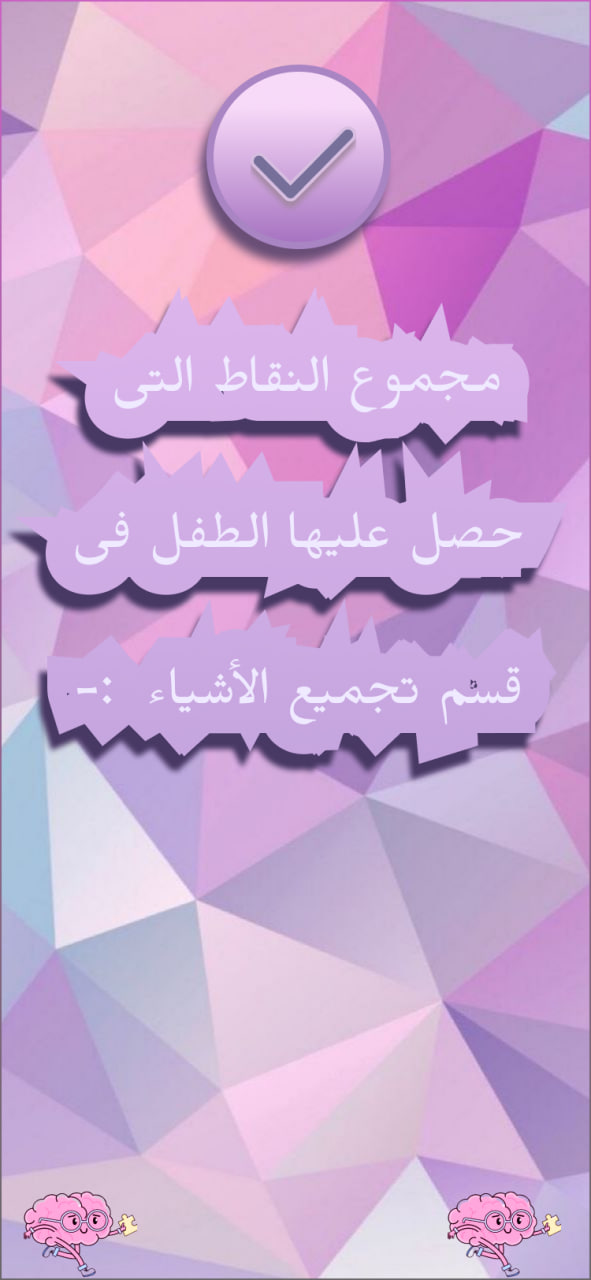 مجموع النقاط التى
حصل عليها الطفل فى
قسم تجميع الأشياء :-